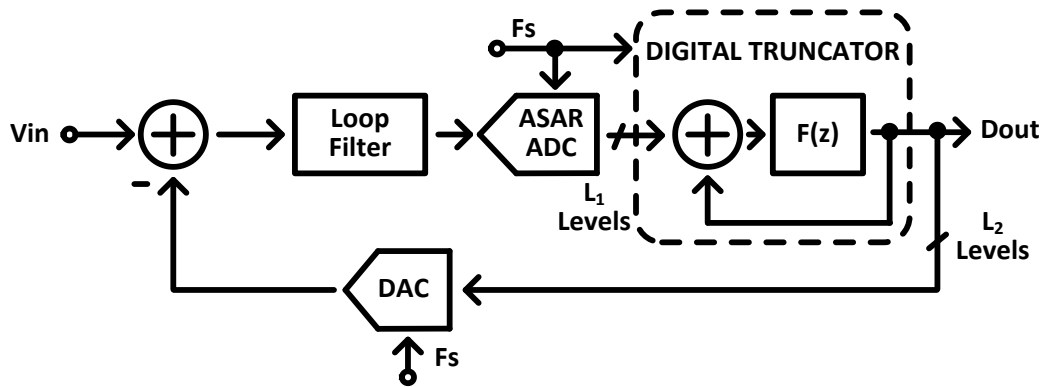 Fs
DIGITAL TRUNCATOR
Vin
+
Loop
Filter
ASAR
ADC
+
F(z)
Dout
-
L₁
Levels
L₂
Levels
DAC
Fs